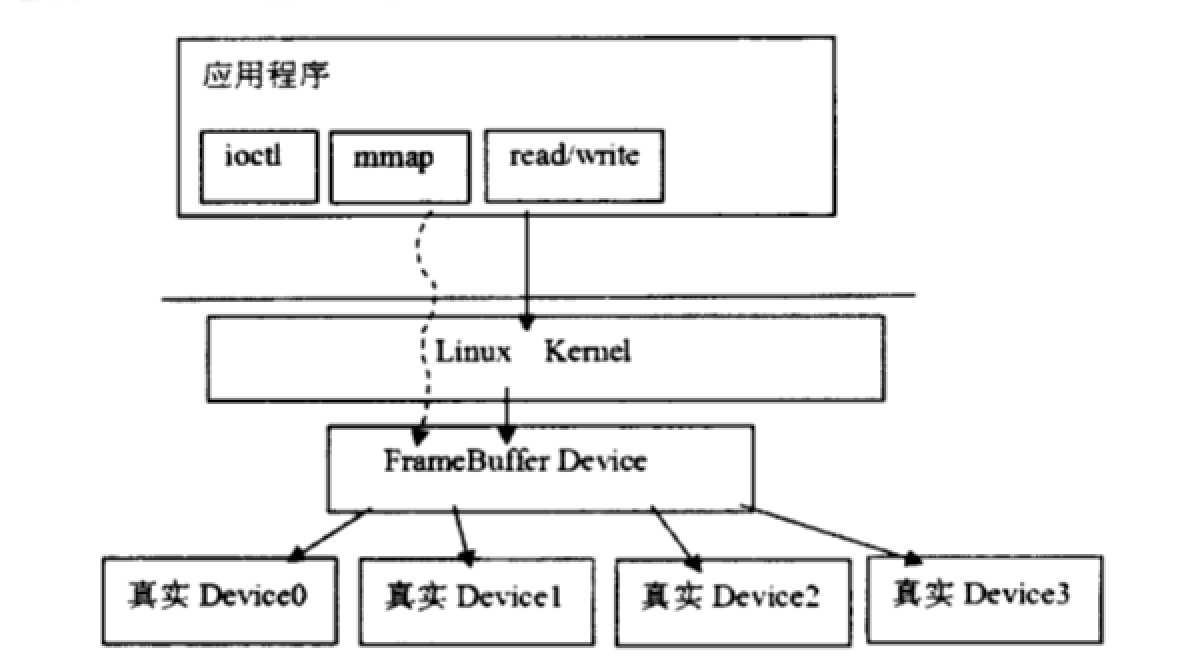 应用程序
ioctl
mmap
read/write
Linux Kernel
FrameBuffer Device
真实 Device0
真实 Device1
真实 Device2
真实 Device3